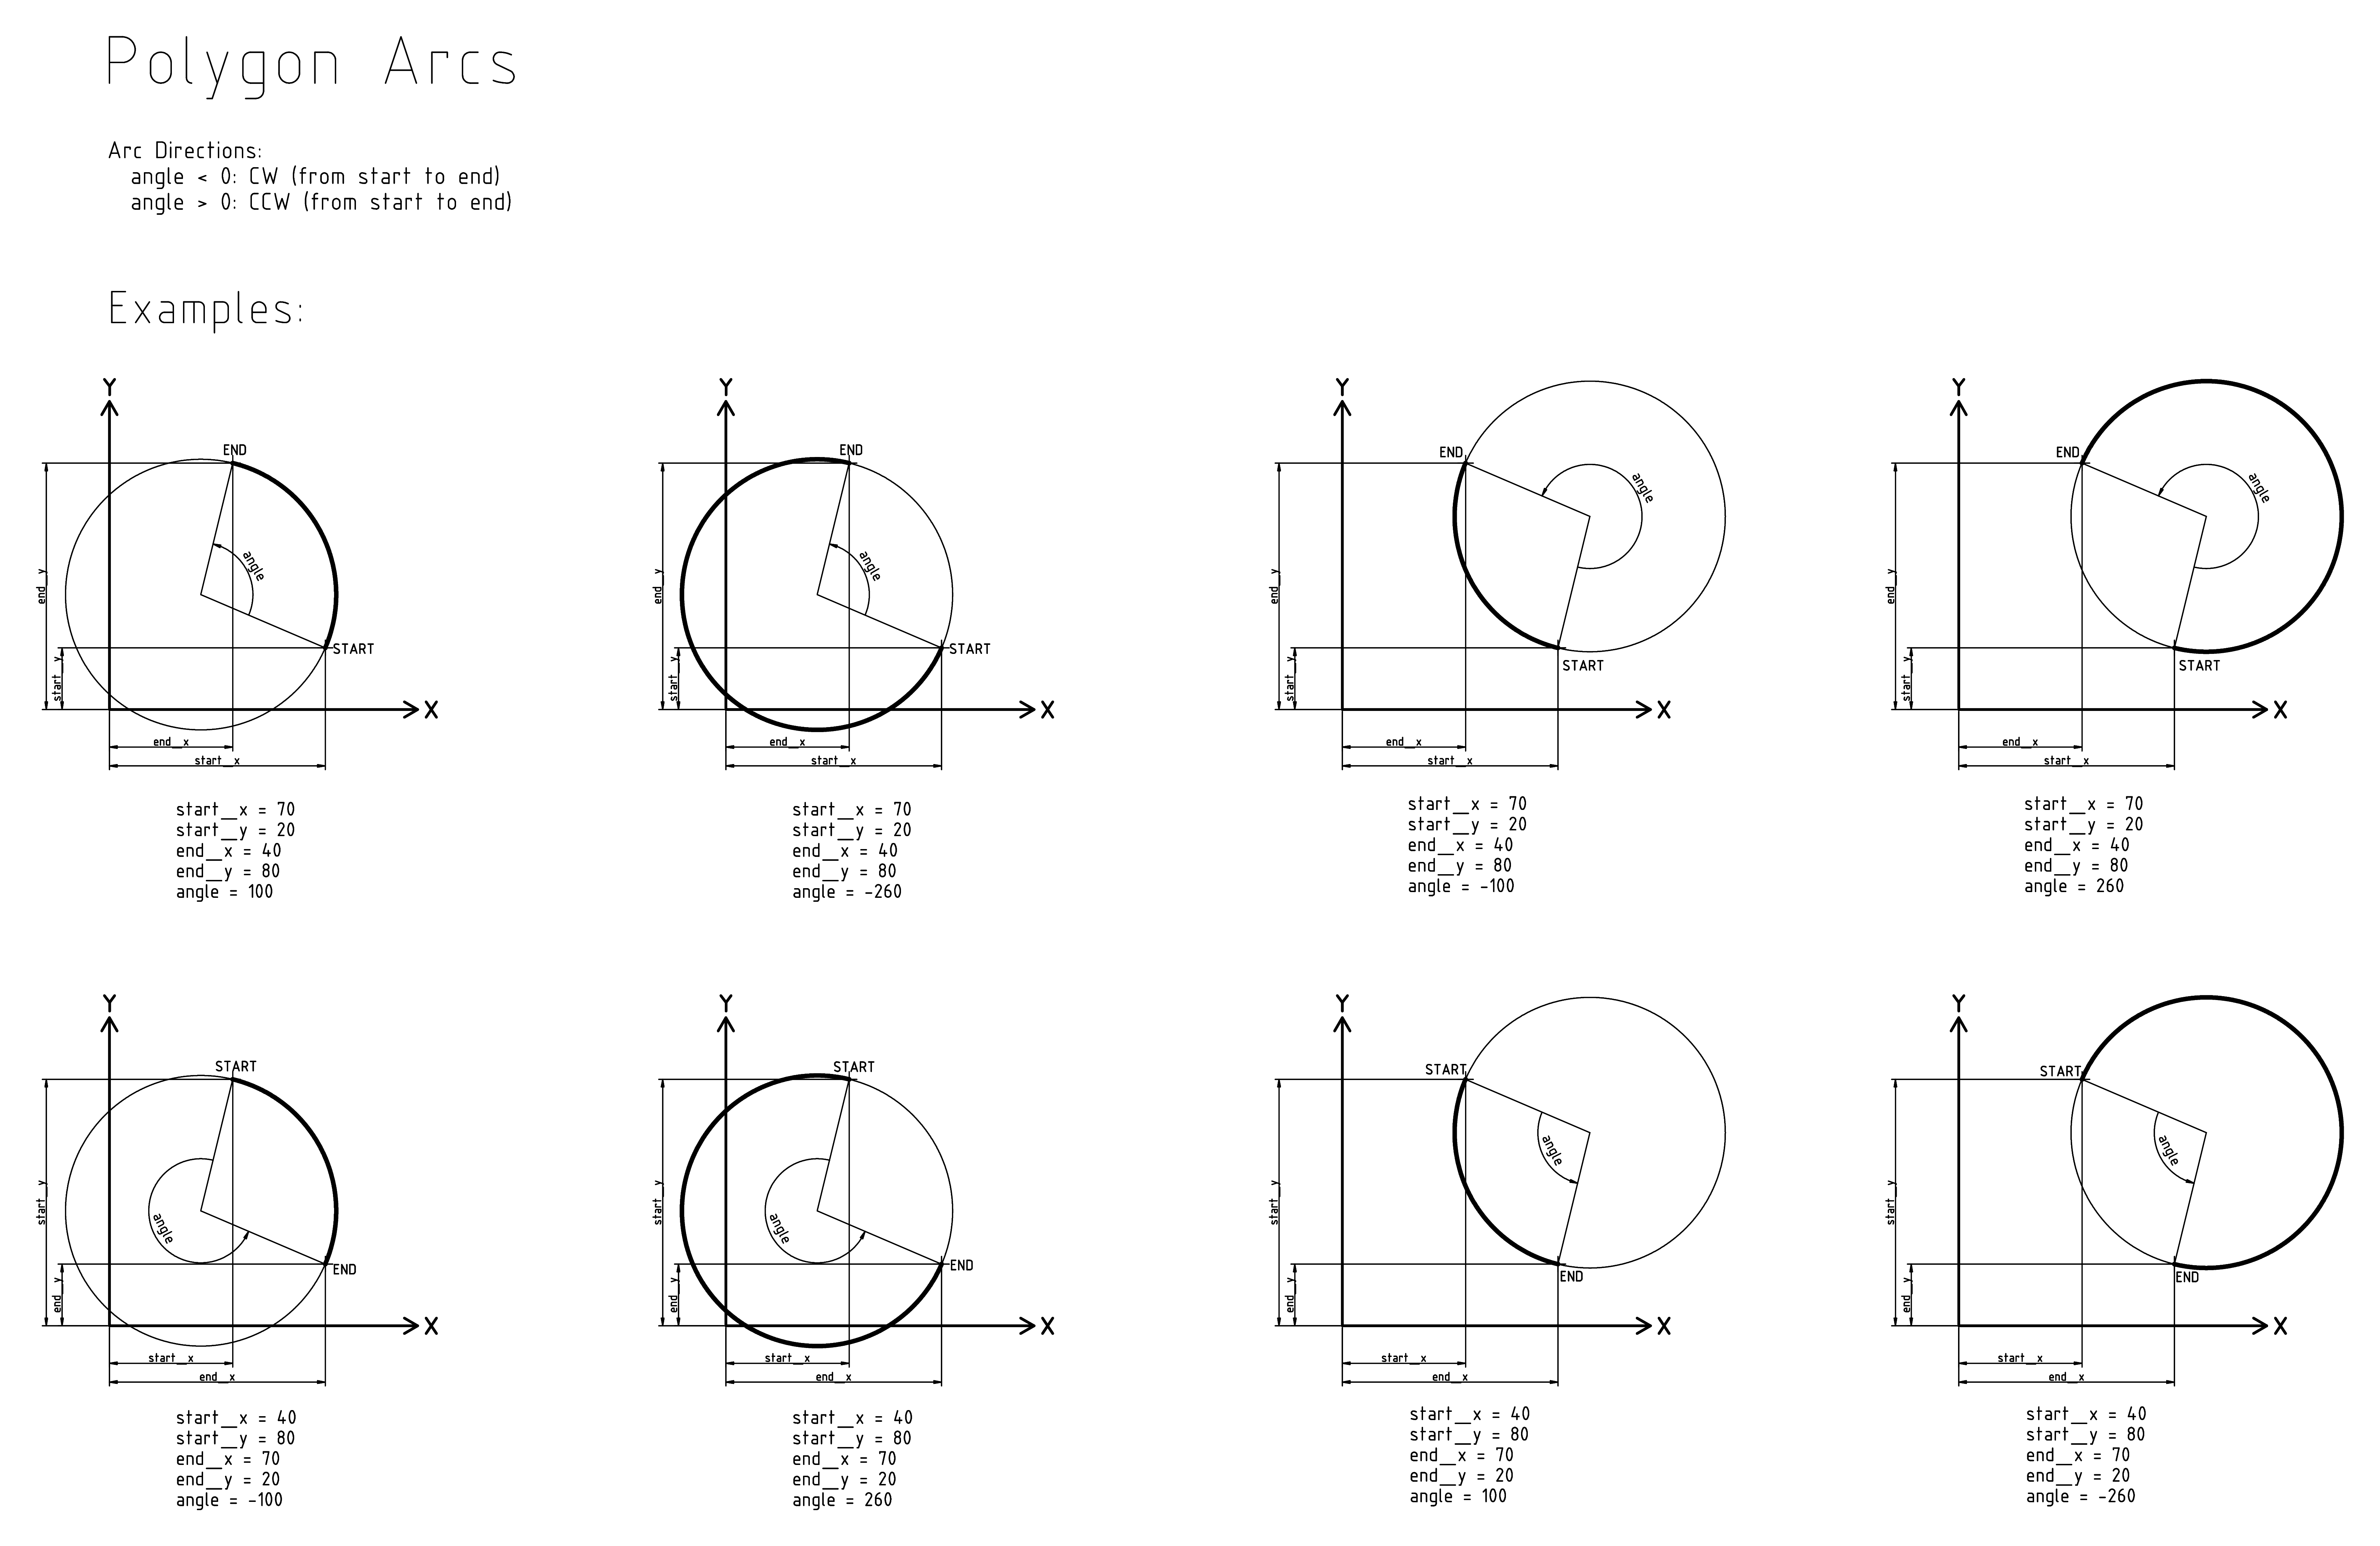 Polygon Arcs
Arc Directions:
angle < 0: CW (from start to end)
angle > 0: CCW (from start to end)
Examples:
Y
END
angle
START
end_y
start_y
X
end_x
start_x
start_x = 70
start_y = 20
end_x = 40
end_y = 80
angle = 100
Y
END
angle
START
end_y
start_y
X
end_x
start_x
start_x = 70
start_y = 20
end_x = 40
end_y = 80
angle = -260
Y
END
angle
START
end_y
start_y
X
end_x
start_x
start_x = 70
start_y = 20
end_x = 40
end_y = 80
angle = -100
Y
END
angle
START
end_y
start_y
X
end_x
start_x
start_x = 70
start_y = 20
end_x = 40
end_y = 80
angle = 260
Y
START
angle
END
start_y
end_y
X
start_x
end_x
start_x = 40
start_y = 80
end_x = 70
end_y = 20
angle = -100
Y
START
angle
END
start_y
end_y
X
start_x
end_x
start_x = 40
start_y = 80
end_x = 70
end_y = 20
angle = 260
Y
START
angle
END
start_y
end_y
X
start_x
end_x
start_x = 40
start_y = 80
end_x = 70
end_y = 20
angle = 100
Y
START
angle
END
start_y
end_y
X
start_x
end_x
start_x = 40
start_y = 80
end_x = 70
end_y = 20
angle = -260